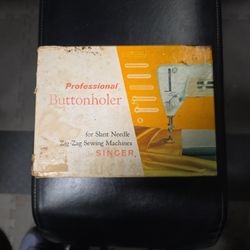 Professional
Buttonholer
for Slant Needle
Zig-Zag Sewing Machines
SINGER